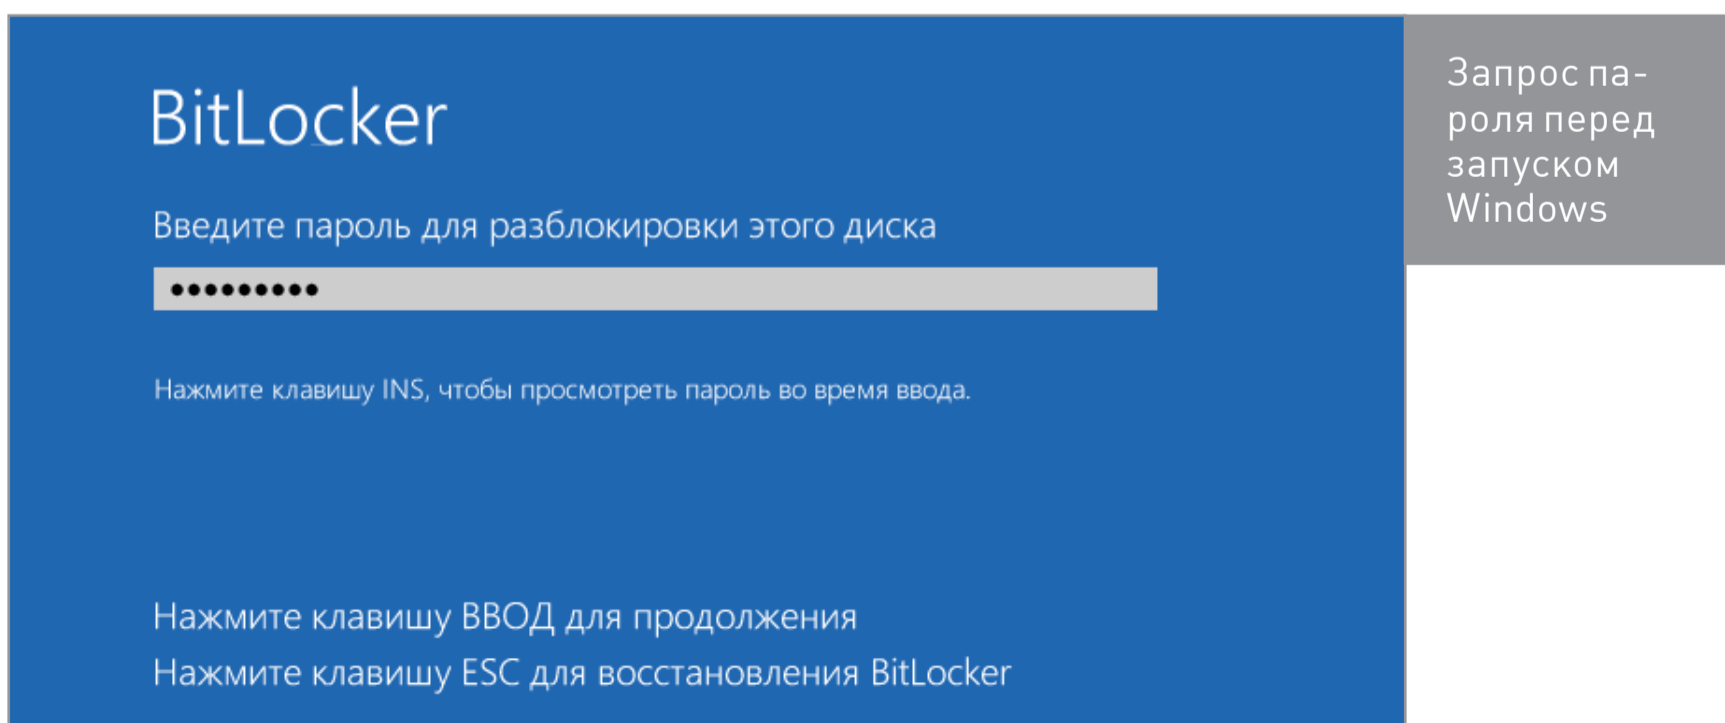 BitLocker
Введите пароль для разблокировки этого диска
•••••••••
Нажмите клавишу INS, чтобы просмотреть пароль во время ввода.
Нажмите клавишу ВВОД для продолжения
Нажмите клавишу ESC для восстановления BitLocker
Запрос па-
роля перед
запуском
Windows